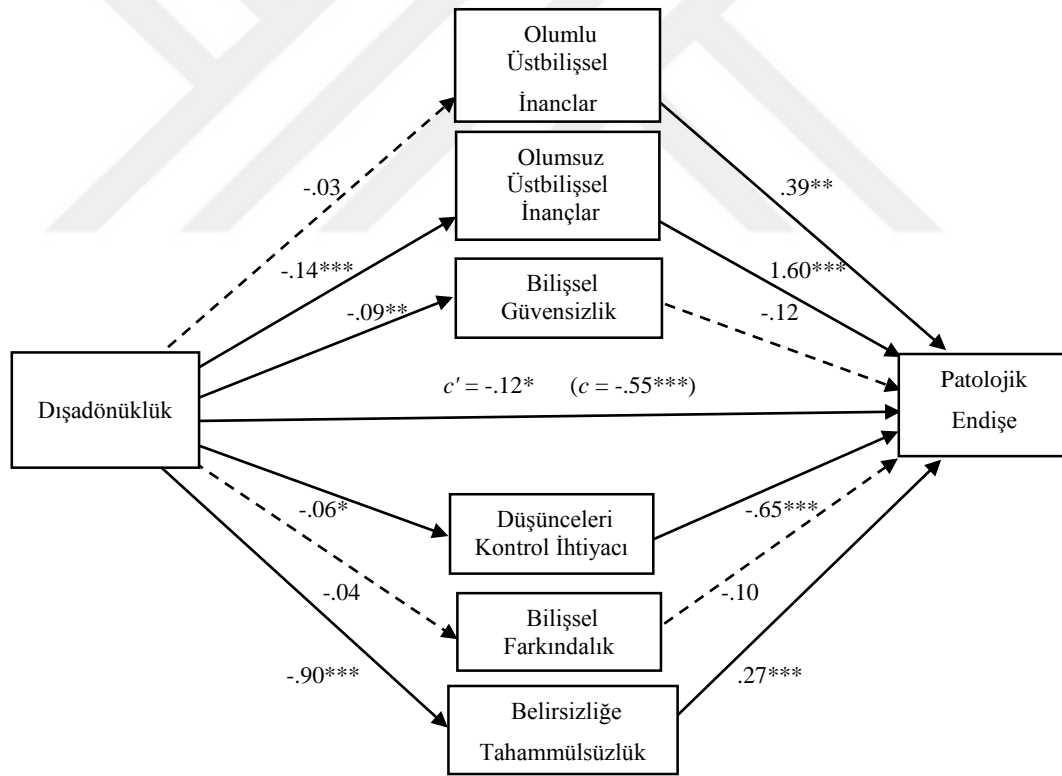 Olumlu
Üstbilişsel
İnanclar
-.03
.39**
Olumsuz
Üstbilişsel
İnançlar
-.14***
1.60***
Bilişsel
Güvensizlik
-.09**
-.12
Dışadönüklük
c' = -.12* (c = -.55***)
Patolojik
Endişe
-.06*
Düşünceleri
Kontrol İhtiyacı
-.65***
-.04
Bilişsel
Farkındalık
-.10
-.90***
Belirsizliğe
Tahammülsüzlük
.27***